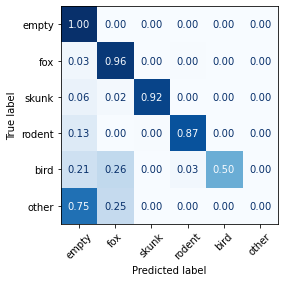 empty 1.00 0.00 0.00 0.00 0.00 0.00
fox 0.03 0.96 0.00 0.00 0.00 0.00
skunk 0.06 0.02 0.92 0.00 0.00 0.00
rodent 0.13 0.00 0.00 0.87 0.00 0.00
bird 0.21 0.26 0.00 0.03 0.50 0.00
other 0.75 0.25 0.00 0.00 0.00 0.00
True label
empty fox skunk rodent bird other
Predicted label